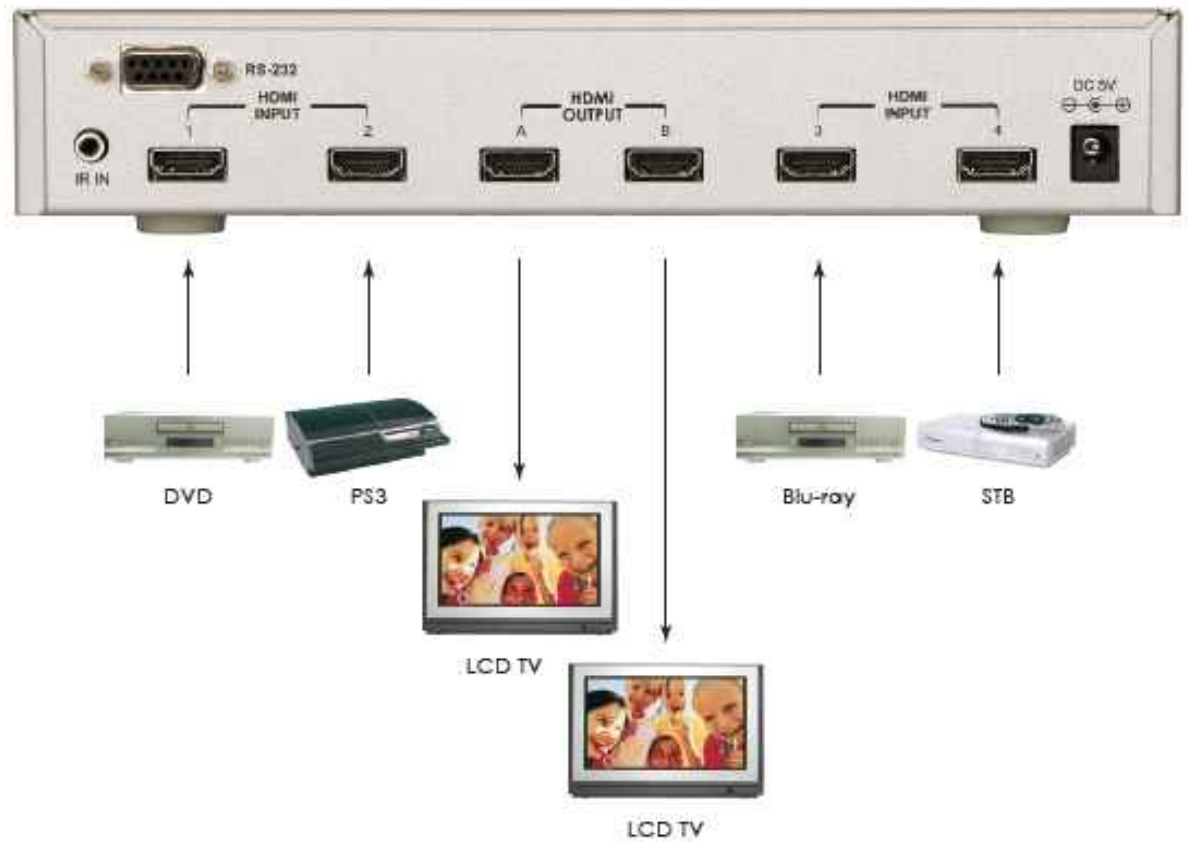 RS-232
HDMI INPUT
HDMI OUTPUT
HDMI INPUT
DC 5V
1
2
A
B
3
4
IR IN
DVD
PS3
Blu-ray
STB
LCD TV
LCD TV